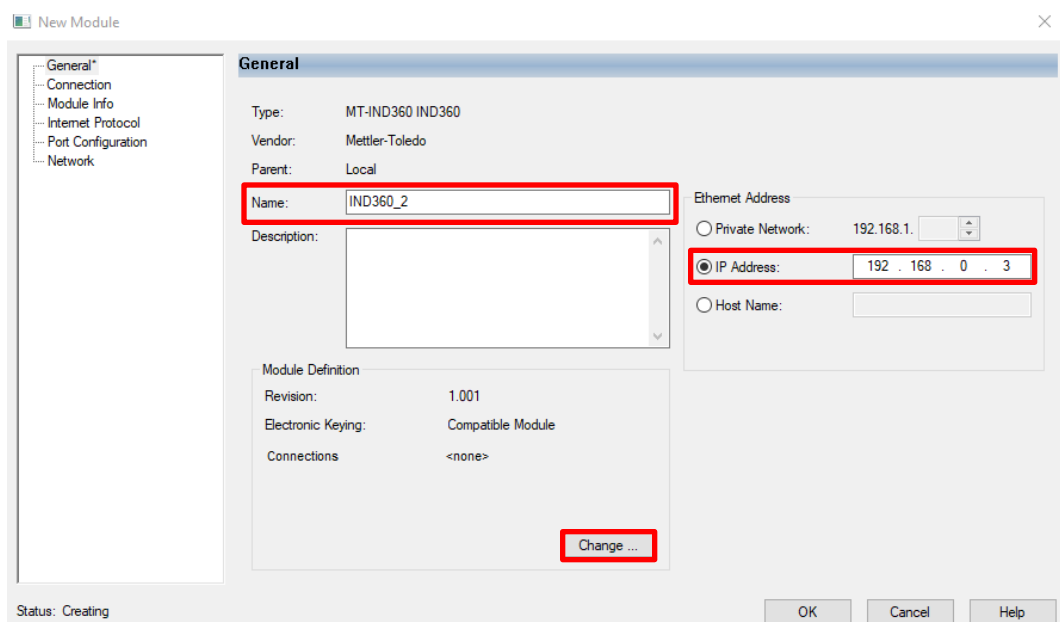 New Module
General*
Connection
Module Info
Internet Protocol
Port Configuration
Network
General
Type: MT-IND360 IND360
Vendor: Mettler-Toledo
Parent: Local
Name: IND360_2
Description:
Ethernet Address
Private Network: 192.168.1.
IP Address: 192 . 168 . 0 . 3
Host Name:
Module Definition
Revision: 1.001
Electronic Keying: Compatible Module
Connections <none>
Change ...
Status: Creating
OK Cancel Help